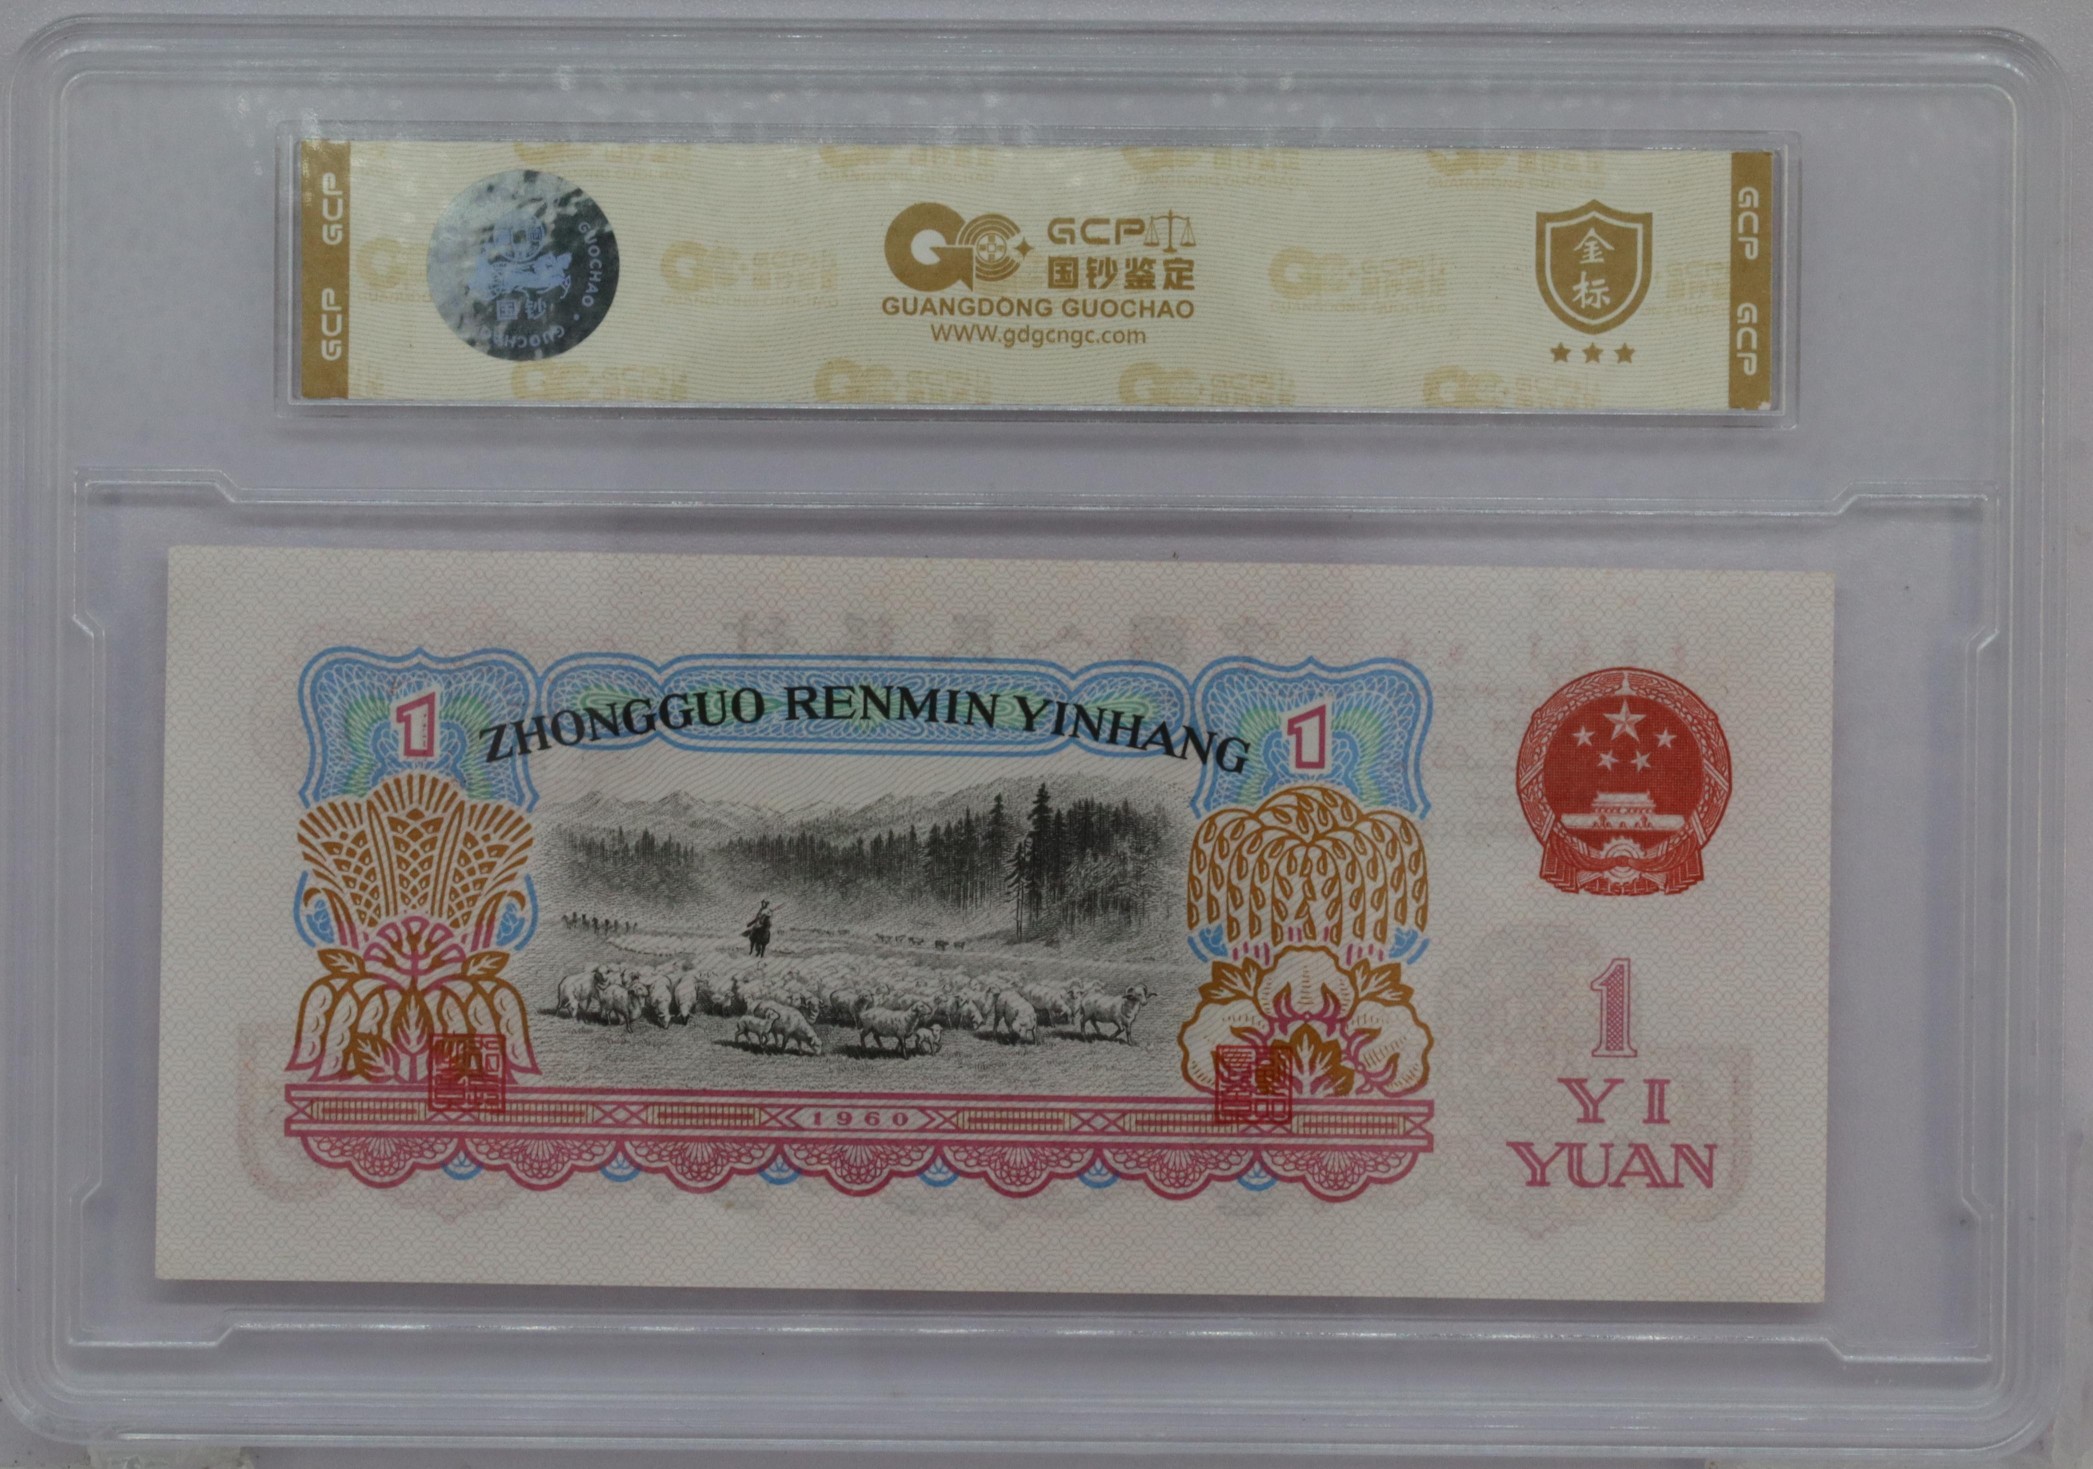 GCP GCP
国钞
GUOCHAO · GUOCHAO
GCP
国钞鉴定
GUANGDONG GUOCHAO
WWW.gdgcngc.com
金
标
GCP GCP
ZHONGGUO RENMIN YINHANG
1
1
1960
1
YI
YUAN